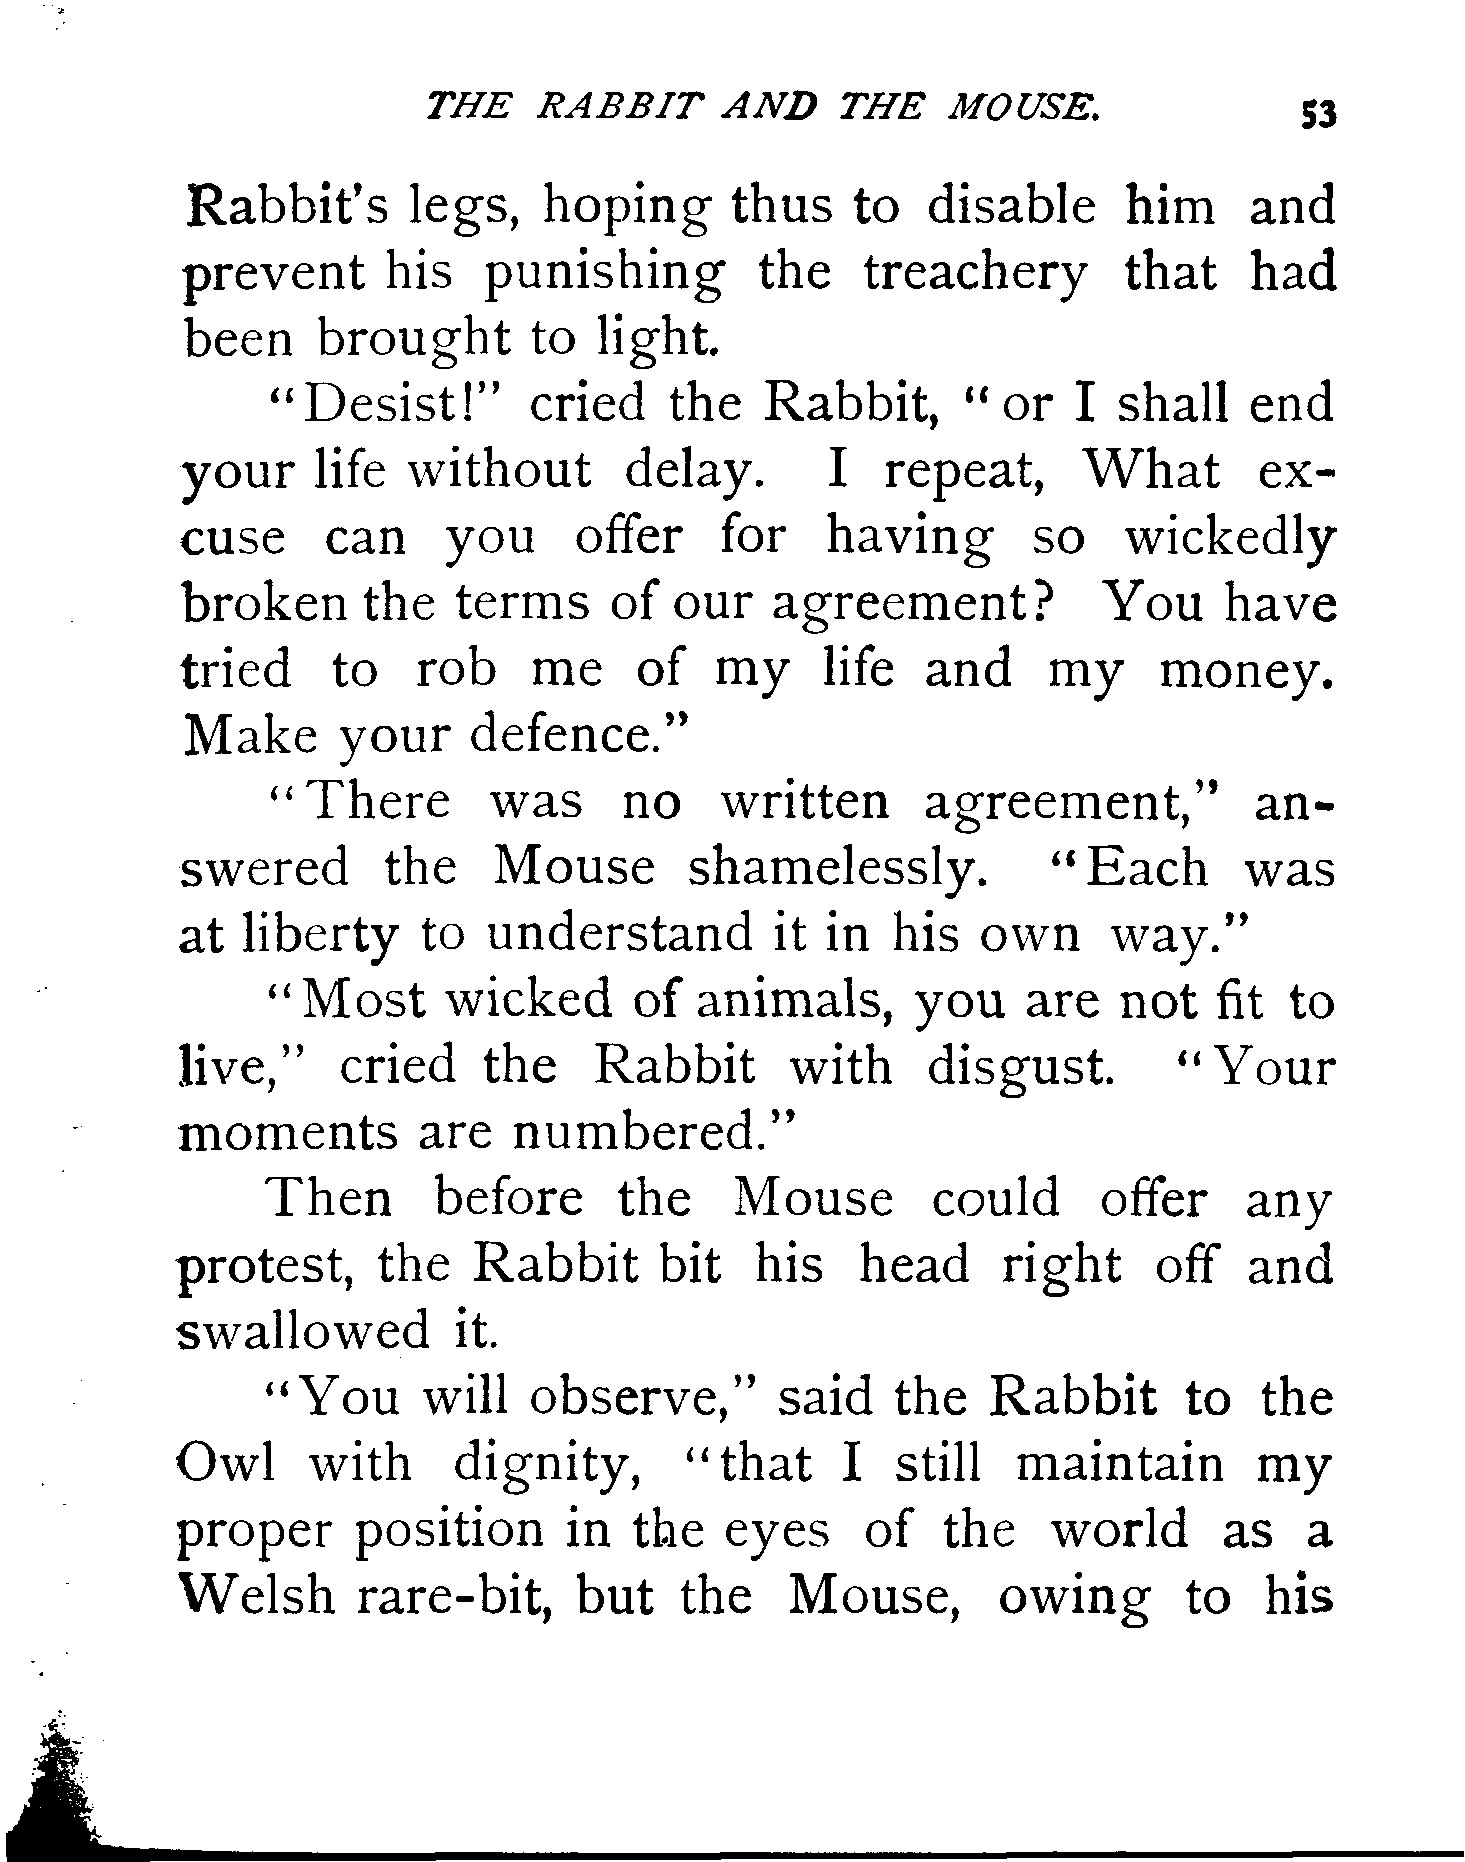 THE RABBIT AND THE MOUSE. 53
Rabbit's legs, hoping thus to disable him and
prevent his punishing the treachery that had
been brought to light.
"Desist!" cried the Rabbit, "or I shall end
your life without delay. I repeat, What ex-
cuse can you offer for having so wickedly
broken the terms of our agreement? You have
tried to rob me of my life and my money.
Make your defence."
"There was no written agreement," an-
swered the Mouse shamelessly. "Each was
at liberty to understand it in his own way."
"Most wicked of animals, you are not fit to
live," cried the Rabbit with disgust. "Your
moments are numbered."
Then before the Mouse could offer any
protest, the Rabbit bit his head right off and
swallowed it.
"You will observe," said the Rabbit to the
Owl with dignity, "that I still maintain my
proper position in the eyes of the world as a
Welsh rare-bit, but the Mouse, owing to his